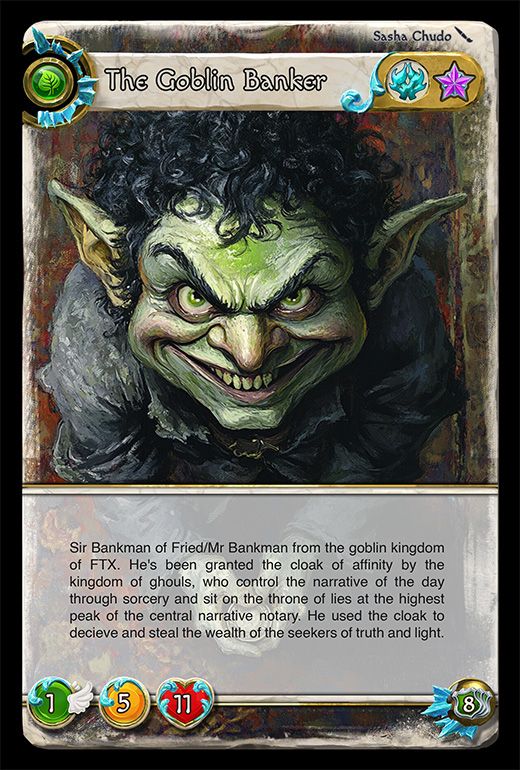 Sasha Chudo
The Goblin Banker
Sir Bankman of Fried/Mr Bankman from the goblin kingdom
of FTX. He's been granted the cloak of affinity by the
kingdom of ghouls, who control the narrative of the day
through sorcery and sit on the throne of lies at the highest
peak of the central narrative notary. He used the cloak to
decieve and steal the wealth of the seekers of truth and light.
1 5 11 8